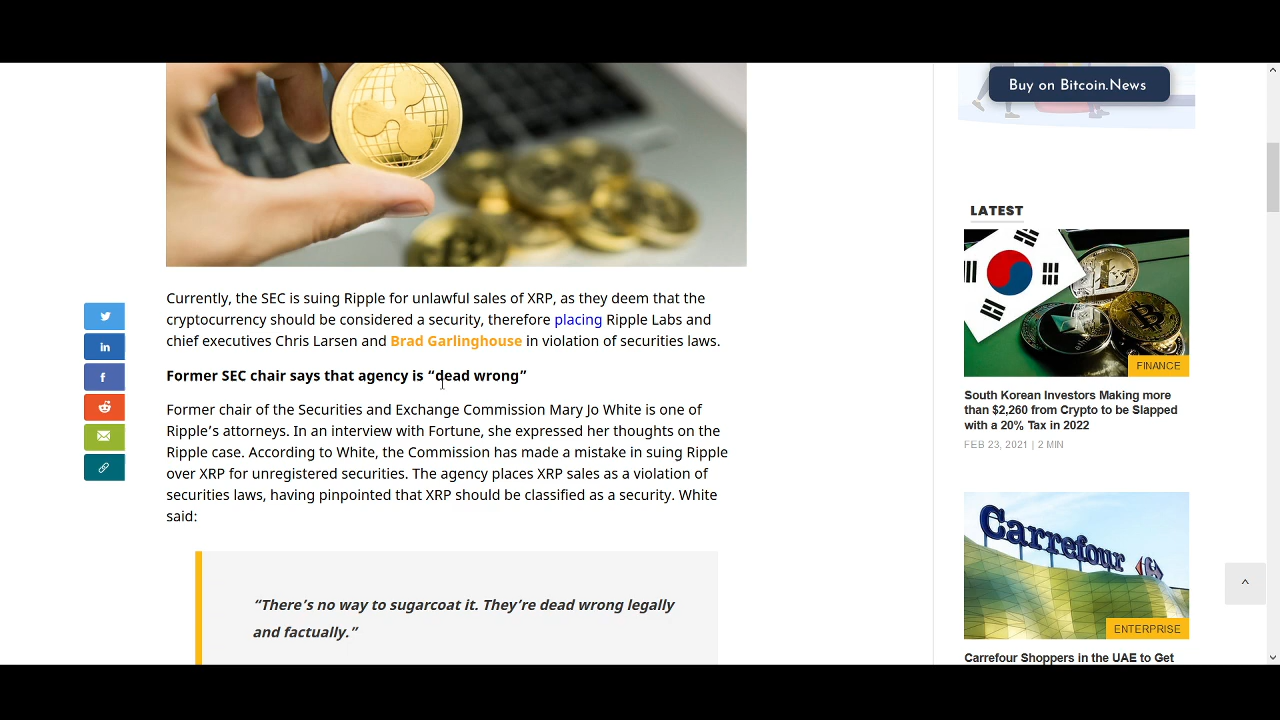 Buy on Bitcoin.News
Currently, the SEC is suing Ripple for unlawful sales of XRP, as they deem that the
cryptocurrency should be considered a security, therefore placing Ripple Labs and
chief executives Chris Larsen and Brad Garlinghouse in violation of securities laws.
Former SEC chair says that agency is “dead wrong”
Former chair of the Securities and Exchange Commission Mary Jo White is one of
Ripple’s attorneys. In an interview with Fortune, she expressed her thoughts on the
Ripple case. According to White, the Commission has made a mistake in suing Ripple
over XRP for unregistered securities. The agency places XRP sales as a violation of
securities laws, having pinpointed that XRP should be classified as a security. White
said:
“There’s no way to sugarcoat it. They’re dead wrong legally
and factually.”
LATEST
FINANCE
South Korean Investors Making more
than $2,260 from Crypto to be Slapped
with a 20% Tax in 2022
FEB 23, 2021 | 2 MIN
Carrefour
ENTERPRISE
Carrefour Shoppers in the UAE to Get